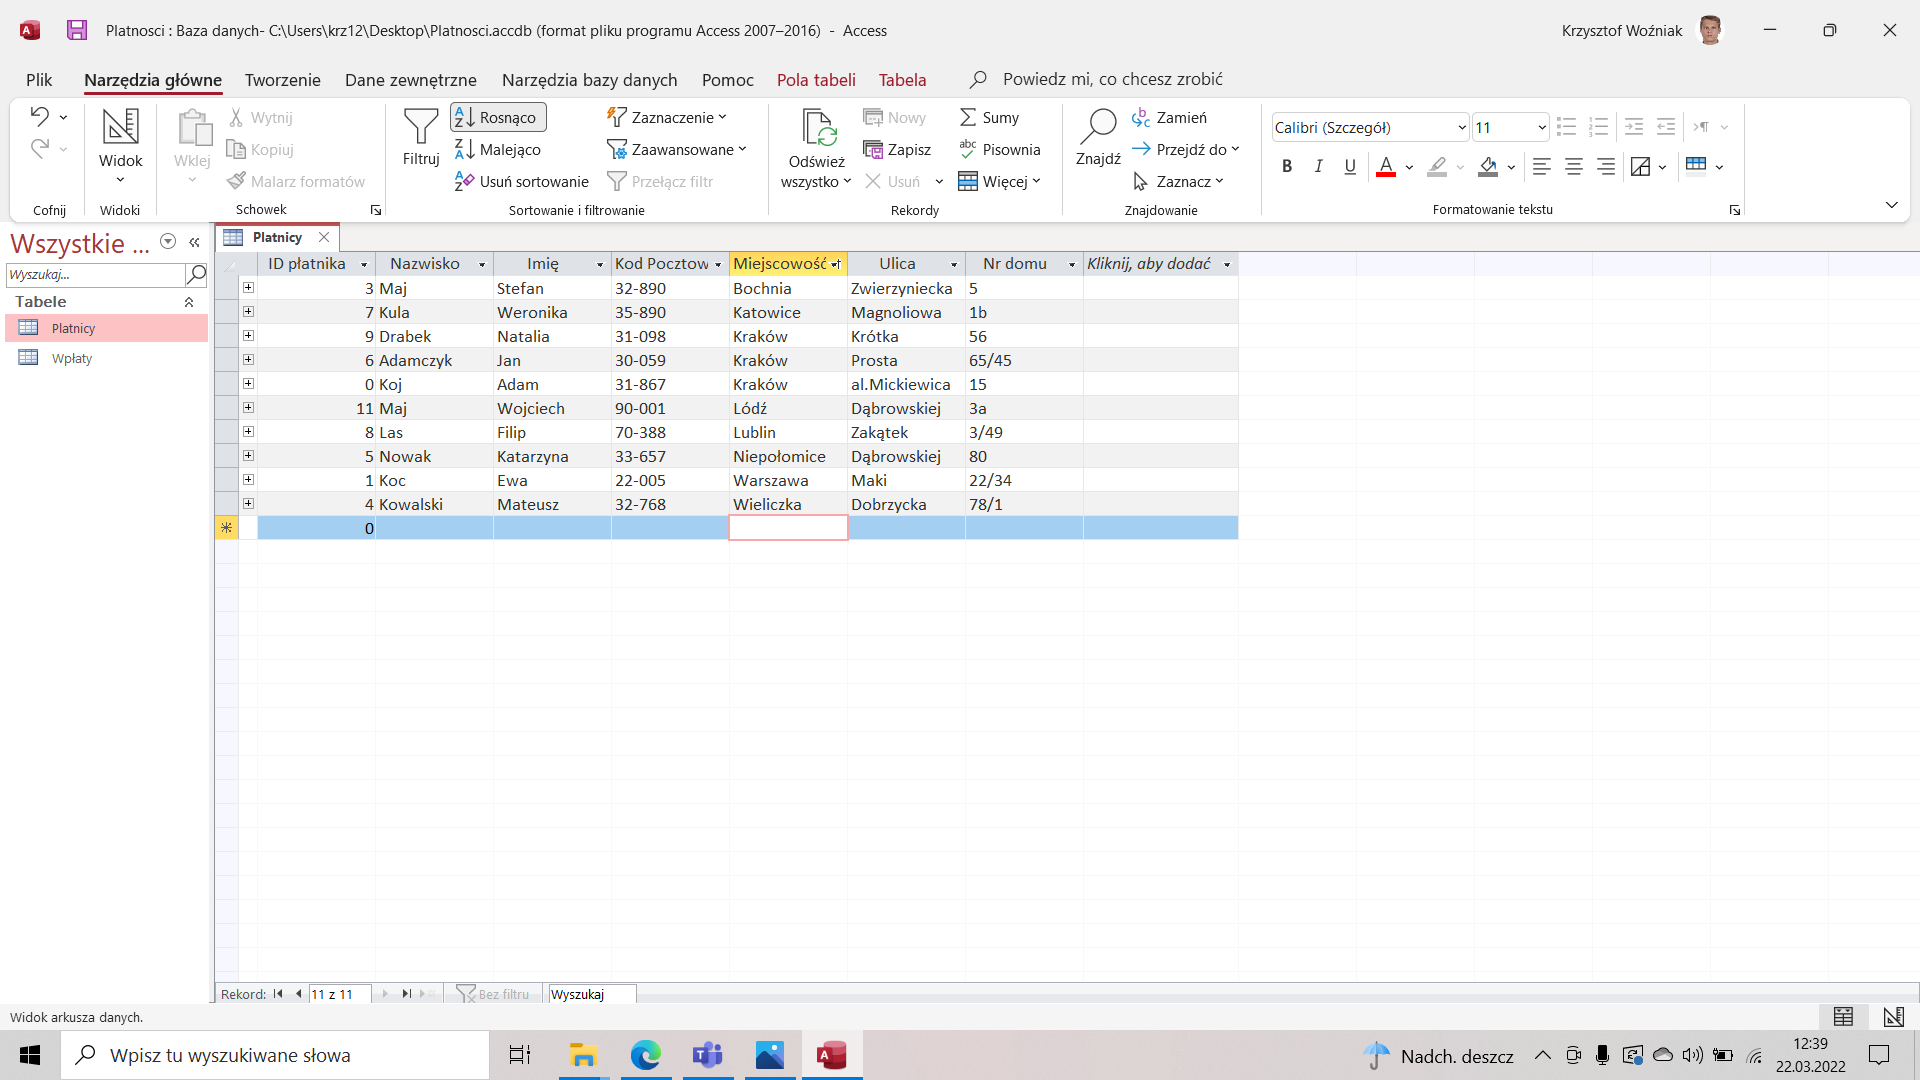 Platnosci : Baza danych- C:\Users\krz12\Desktop\Platnosci.accdb (format pliku programu Access 2007–2016) - Access
Krzysztof Woźniak
Plik Narzędzia główne Tworzenie Dane zewnętrzne Narzędzia bazy danych Pomoc Pola tabeli Tabela Powiedz mi, co chcesz zrobić
Cofnij
Widok
Widoki
Wklej
Wytnij
Kopiuj
Malarz formatów
Schowek
Filtruj
Rosnąco
Malejąco
Usuń sortowanie
Zaznaczenie
Zaawansowane
Przełącz filtr
Sortowanie i filtrowanie
Odśwież wszystko
Nowy
Zapisz
Usuń
Sumy
Pisownia
Więcej
Rekordy
Znajdź
Zamień
Przejdź do
Zaznacz
Znajdowanie
Calibri (Szczegół) 11
B I U A
Formatowanie tekstu
Wszystkie ...
Wyszukaj...
Tabele
Platnicy
Wpłaty
Platnicy
ID płatnika Nazwisko Imię Kod Pocztow Miejscowość Ulica Nr domu Kliknij, aby dodać
3 Maj Stefan 32-890 Bochnia Zwierzyniecka 5
7 Kula Weronika 35-890 Katowice Magnoliowa 1b
9 Drabek Natalia 31-098 Kraków Krótka 56
6 Adamczyk Jan 30-059 Kraków Prosta 65/45
0 Koj Adam 31-867 Kraków al.Mickiewica 15
11 Maj Wojciech 90-001 Lódź Dąbrowskiej 3a
8 Las Filip 70-388 Lublin Zakątek 3/49
5 Nowak Katarzyna 33-657 Niepołomice Dąbrowskiej 80
1 Koc Ewa 22-005 Warszawa Maki 22/34
4 Kowalski Mateusz 32-768 Wieliczka Dobrzycka 78/1
0
Rekord: 11 z 11 Bez filtru Wyszukaj
Widok arkusza danych.
Wpisz tu wyszukiwane słowa
Nadch. deszcz
12:39
22.03.2022